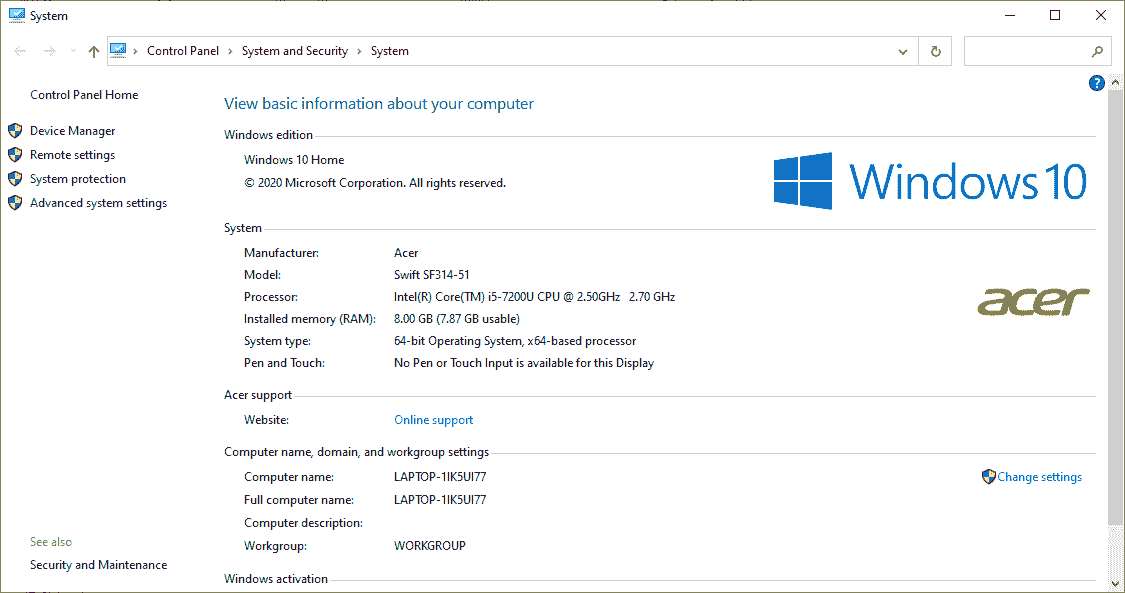 System
Control Panel › System and Security › System
Control Panel Home
Device Manager
Remote settings
System protection
Advanced system settings
View basic information about your computer
Windows edition
Windows 10 Home
© 2020 Microsoft Corporation. All rights reserved.
Windows 10
System
Manufacturer: Acer
Model: Swift SF314-51
Processor: Intel(R) Core(TM) i5-7200U CPU @ 2.50GHz 2.70 GHz
Installed memory (RAM): 8.00 GB (7.87 GB usable)
System type: 64-bit Operating System, x64-based processor
Pen and Touch: No Pen or Touch Input is available for this Display
acer
Acer support
Website: Online support
Computer name, domain, and workgroup settings
Computer name: LAPTOP-1IK5UI77
Change settings
Full computer name: LAPTOP-1IK5UI77
Computer description:
Workgroup: WORKGROUP
Windows activation
See also
Security and Maintenance